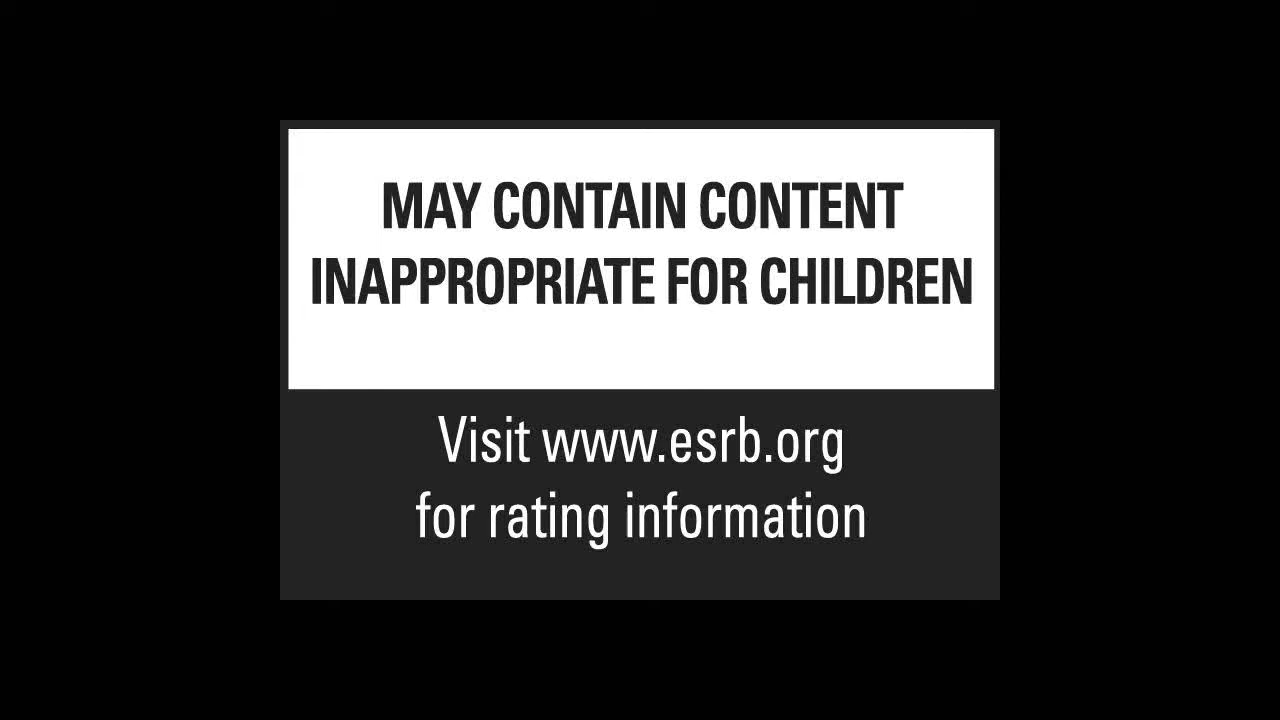 MAY CONTAIN CONTENT
INAPPROPRIATE FOR CHILDREN
Visit www.esrb.org
for rating information